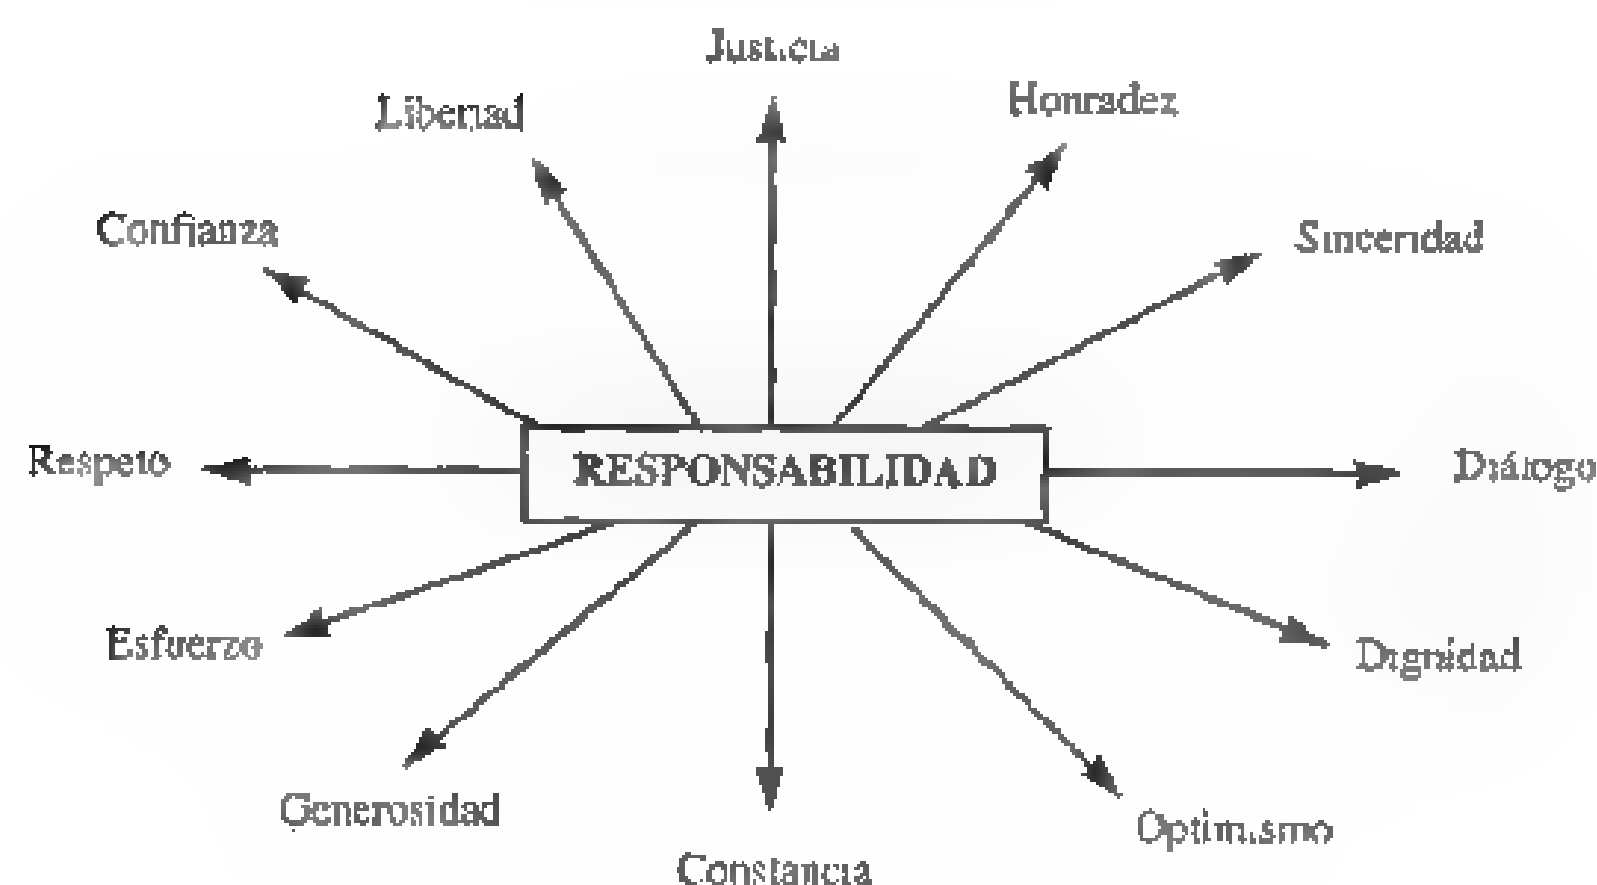 Justicia
Honradez
Libertad
Confianza
Sinceridad
Respeto
RESPONSABILIDAD
Diálogo
Esfuerzo
Dignidad
Generosidad
Optimismo
Constancia